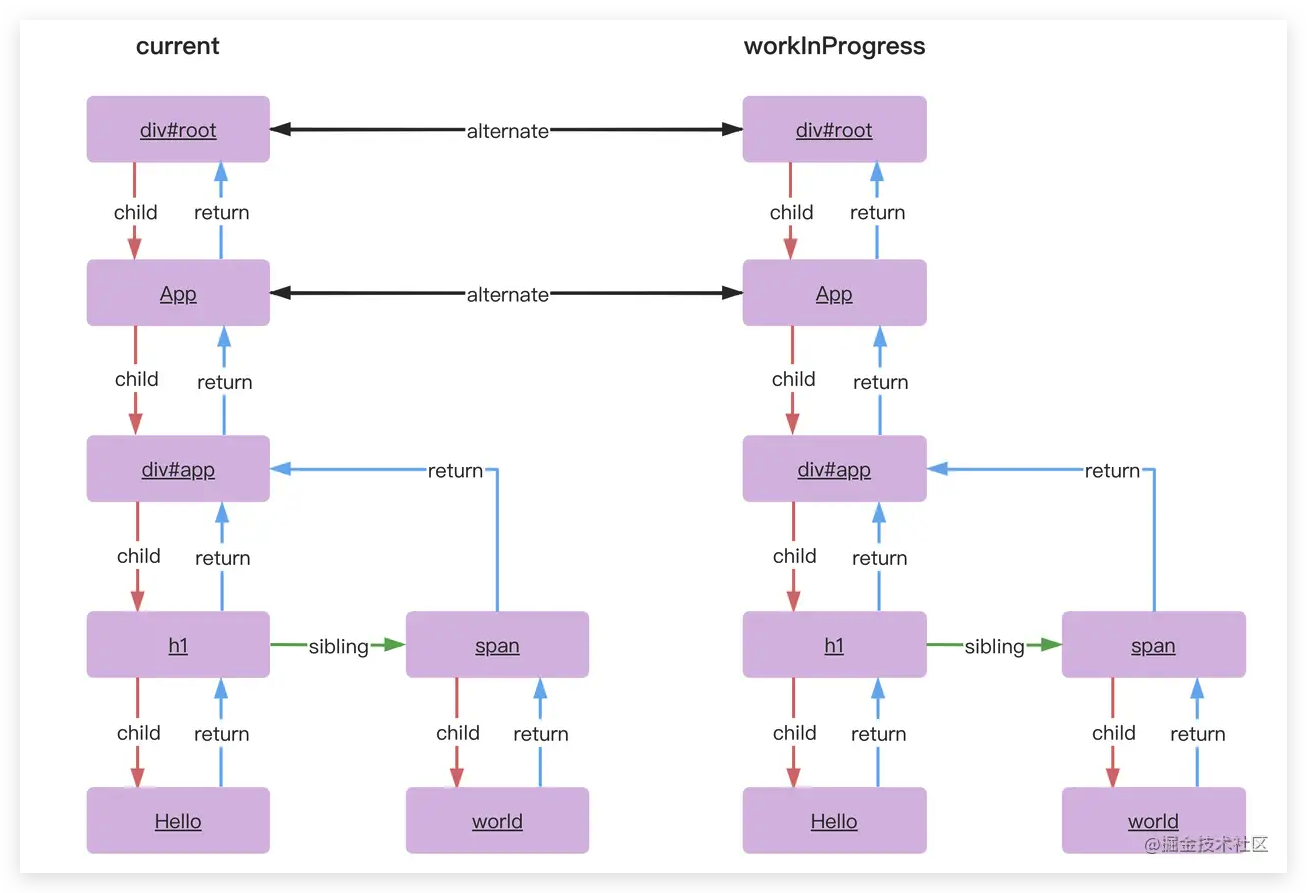 current workInProgress
div#root alternate div#root
child return child return
App alternate App
child return child return
div#app return div#app return
child return child return
h1 sibling span h1 sibling span
child return child return child return child return
Hello world Hello world
@掘金技术社区